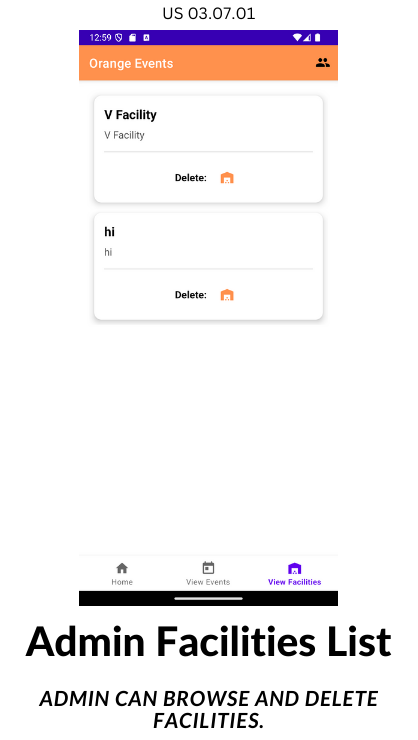 US 03.07.01
12:59
Orange Events
V Facility
V Facility
Delete:
hi
hi
Delete:
Home
View Events
View Facilities
Admin Facilities List
ADMIN CAN BROWSE AND DELETE
FACILITIES.